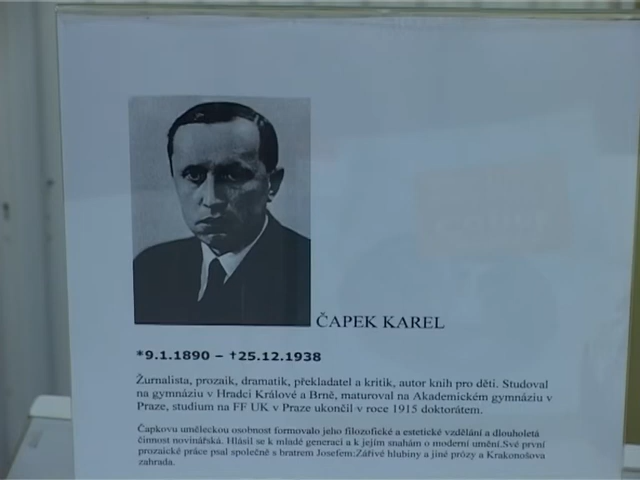 ČAPEK KAREL
*9.1.1890 – †25.12.1938
Žurnalista, prozaik, dramatik, překladatel a kritik, autor knih pro děti. Studoval
na gymnáziu v Hradci Králové a Brně, maturoval na Akademickém gymnáziu v
Praze, studium na FF UK v Praze ukončil v roce 1915 doktorátem.
Čapkovu uměleckou osobnost formovalo jeho filozofické a estetické vzdělání a dlouholetá
činnost novinářská. Hlásil se k mladé generaci a k jejím snahám o moderní umění.Své první
prozaické práce psal společně s bratrem Josefem:Zářivé hlubiny a jiné prózy a Krakonošova
zahrada.